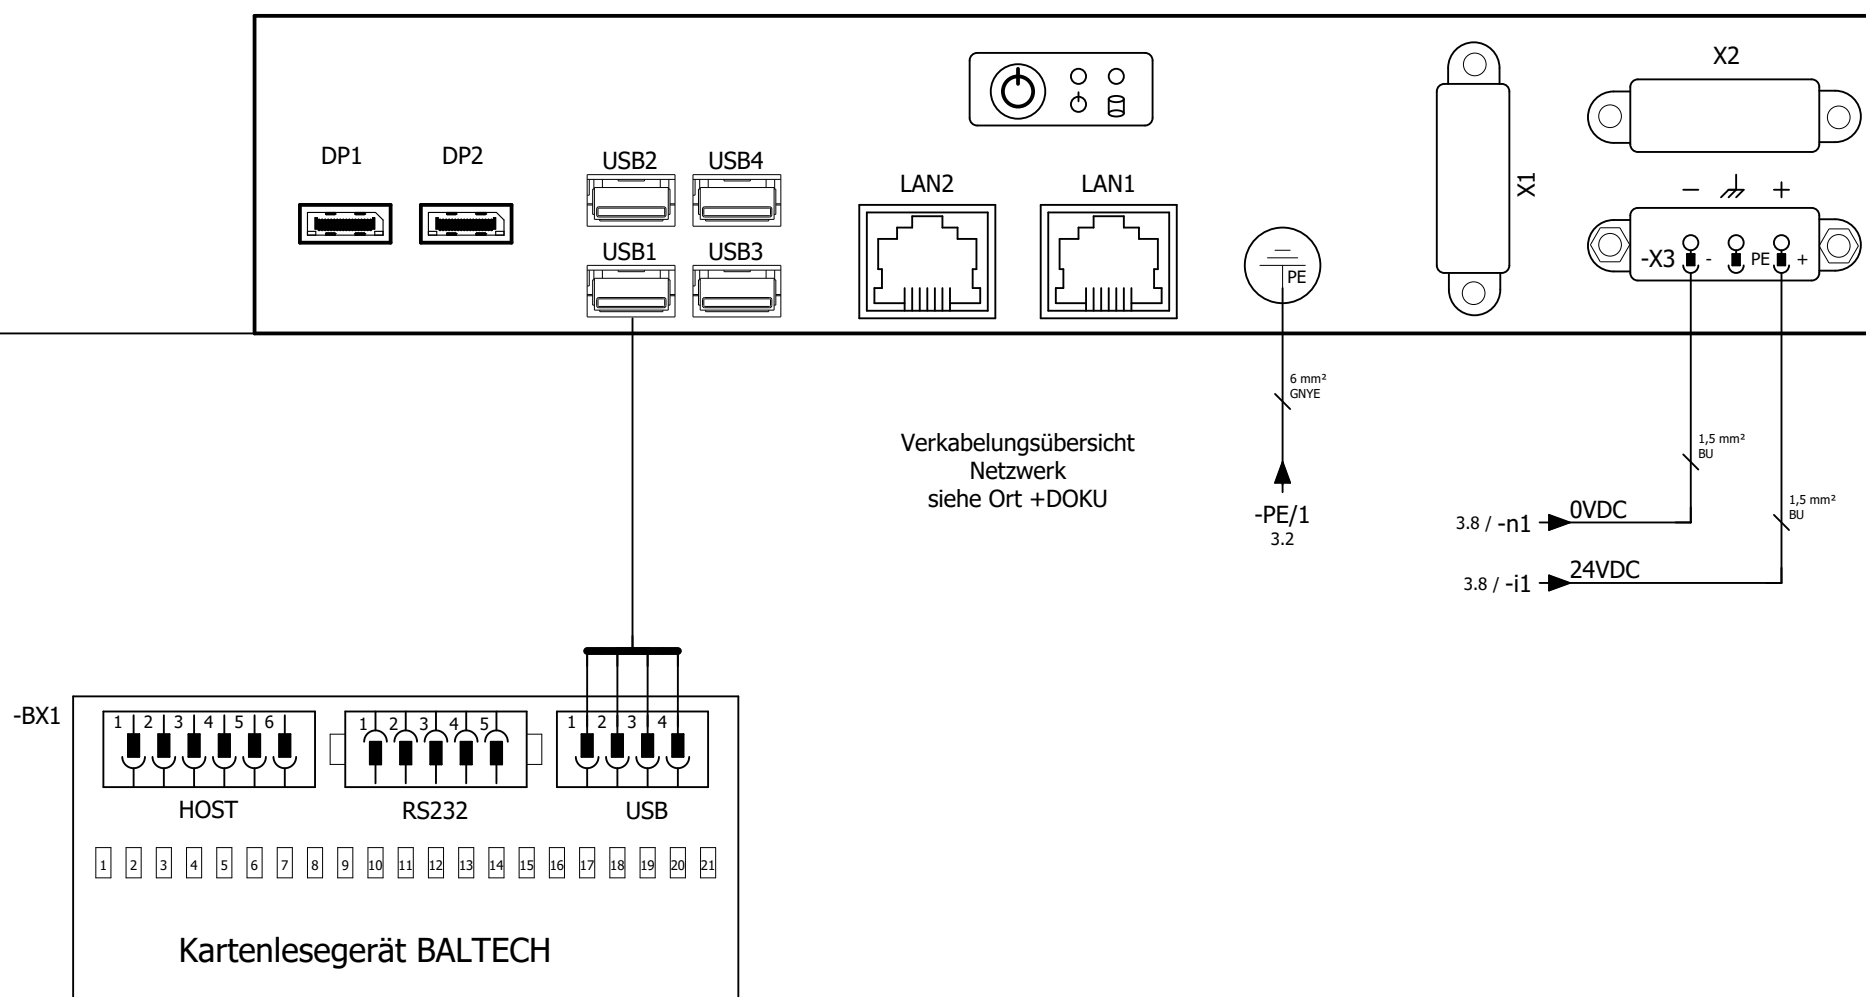 X2
DP1 DP2 USB2 USB4
LAN2 LAN1
X1
− +
USB1 USB3
-X3 - PE +
PE
6 mm²
GNYE
Verkabelungsübersicht
Netzwerk
siehe Ort +DOKU
1,5 mm²
BU
1,5 mm²
BU
-PE/1
3.2
3.8 / -n1 0VDC
3.8 / -i1 24VDC
-BX1
1 2 3 4 5 6
1 2 3 4 5
1 2 3 4
HOST RS232 USB
1 2 3 4 5 6 7 8 9 10 11 12 13 14 15 16 17 18 19 20 21
Kartenlesegerät BALTECH